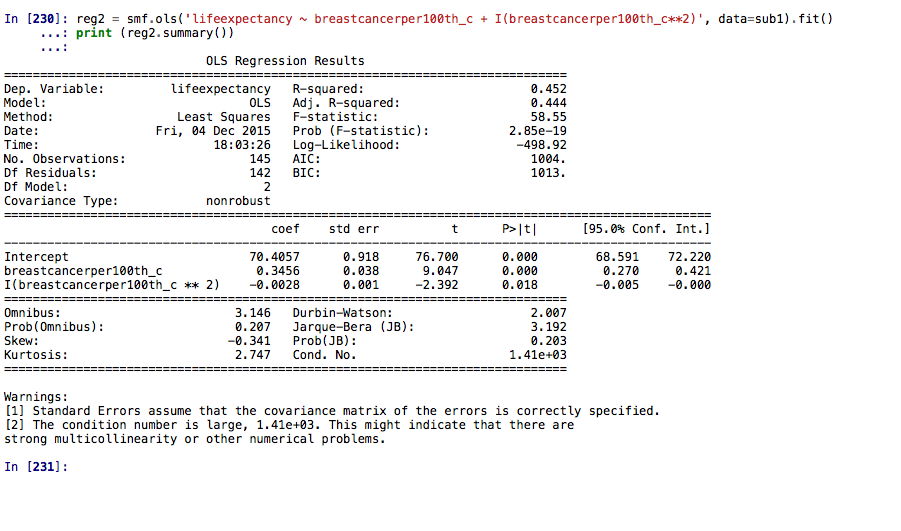 In [230]: reg2 = smf.ols('lifeexpectancy ~ breastcancerper100th_c + I(breastcancerper100th_c**2)', data=sub1).fit()
...: print (reg2.summary())
...:
OLS Regression Results
==============================================================================
Dep. Variable: lifeexpectancy R-squared: 0.452
Model: OLS Adj. R-squared: 0.444
Method: Least Squares F-statistic: 58.55
Date: Fri, 04 Dec 2015 Prob (F-statistic): 2.85e-19
Time: 18:03:26 Log-Likelihood: -498.92
No. Observations: 145 AIC: 1004.
Df Residuals: 142 BIC: 1013.
Df Model: 2
Covariance Type: nonrobust
==================================================================================================
coef std err t P>|t| [95.0% Conf. Int.]
--------------------------------------------------------------------------------------------------
Intercept 70.4057 0.918 76.700 0.000 68.591 72.220
breastcancerper100th_c 0.3456 0.038 9.047 0.000 0.270 0.421
I(breastcancerper100th_c ** 2) -0.0028 0.001 -2.392 0.018 -0.005 -0.000
==============================================================================
Omnibus: 3.146 Durbin-Watson: 2.007
Prob(Omnibus): 0.207 Jarque-Bera (JB): 3.192
Skew: -0.341 Prob(JB): 0.203
Kurtosis: 2.747 Cond. No. 1.41e+03
==============================================================================
Warnings:
[1] Standard Errors assume that the covariance matrix of the errors is correctly specified.
[2] The condition number is large, 1.41e+03. This might indicate that there are
strong multicollinearity or other numerical problems.
In [231]: